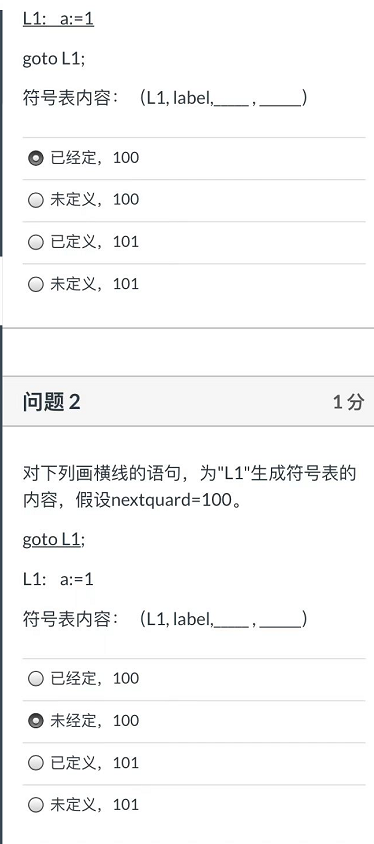 L1: a:=1
goto L1;
符号表内容： （L1, label,____ , _____）
已经定，100
未定义，100
已定义，101
未定义，101
问题 2
1 分
对下列画横线的语句，为"L1"生成符号表的
内容，假设nextquard=100。
goto L1;
L1: a:=1
符号表内容： （L1, label,____ , _____）
已经定，100
未经定，100
已定义，101
未定义，101